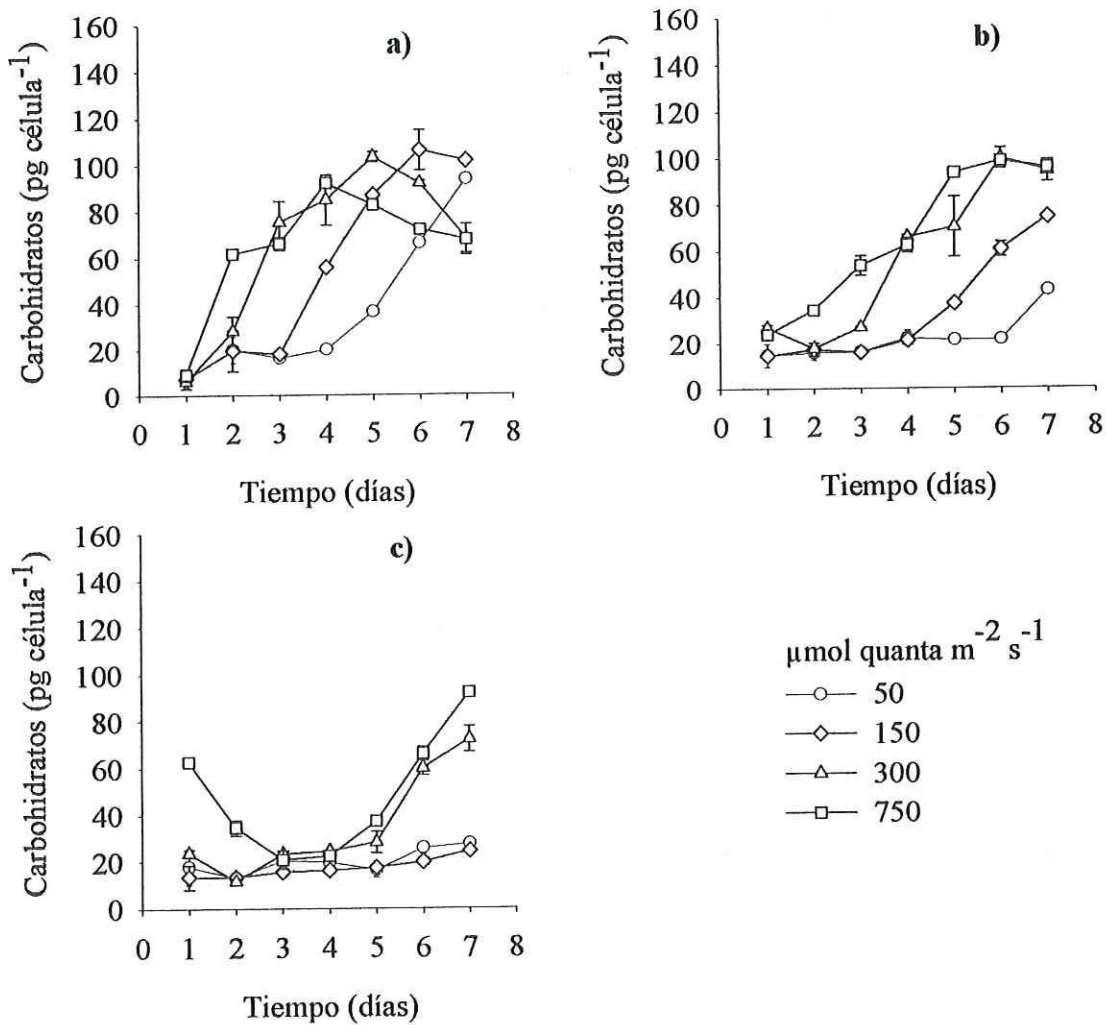 a)
Carbohidratos (pg célula⁻¹)
160
140
120
100
80
60
40
20
0
0 1 2 3 4 5 6 7 8
Tiempo (días)
b)
Carbohidratos (pg célula⁻¹)
160
140
120
100
80
60
40
20
0
0 1 2 3 4 5 6 7 8
Tiempo (días)
c)
Carbohidratos (pg célula⁻¹)
160
140
120
100
80
60
40
20
0
0 1 2 3 4 5 6 7 8
Tiempo (días)
µmol quanta m⁻² s⁻¹
50
150
300
750